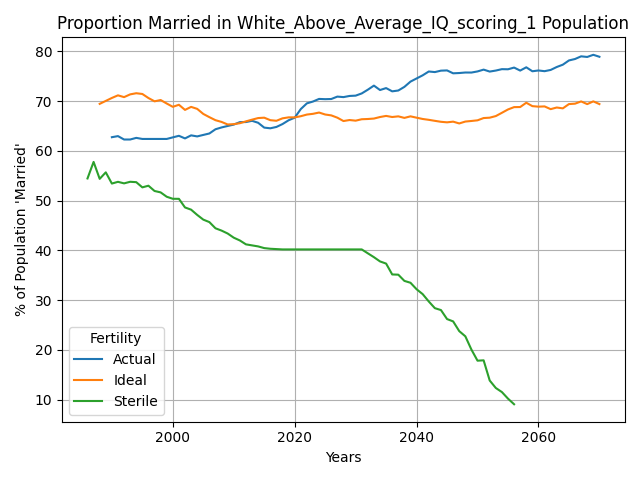 Proportion Married in White_Above_Average_IQ_scoring_1 Population
% of Population 'Married'
80
70
60
50
40
30
20
10
Fertility
Actual
Ideal
Sterile
2000
2020
2040
2060
Years